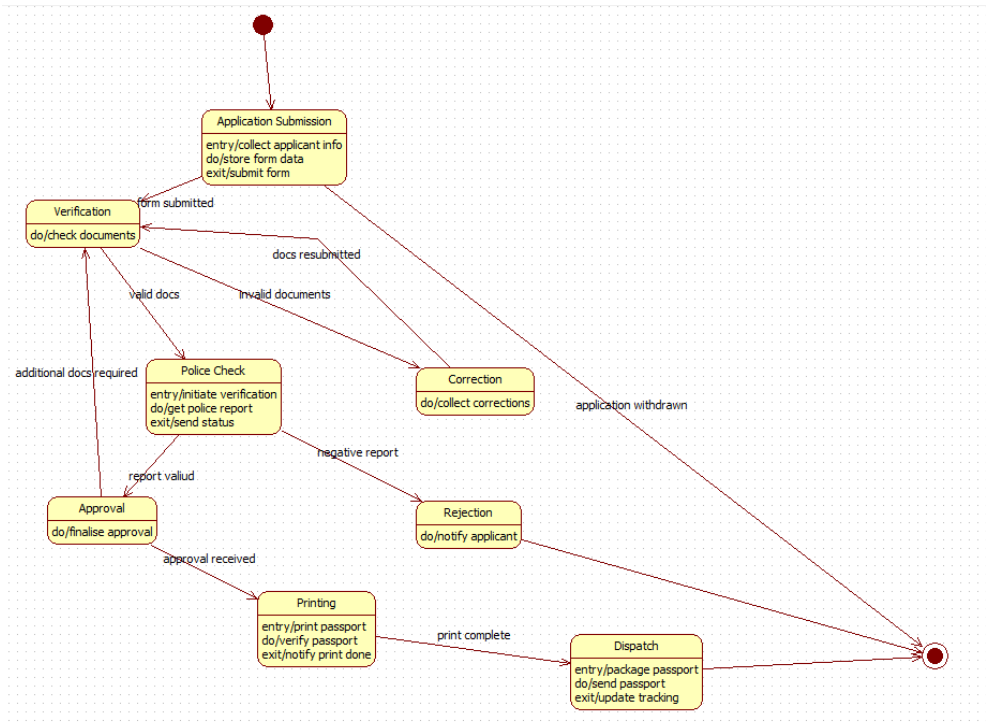 Application Submission
entry/collect applicant info
do/store form data
exit/submit form
form submitted
Verification
do/check documents
docs resubmitted
valid docs
invalid documents
additional docs required
Police Check
entry/initiate verification
do/get police report
exit/send status
Correction
do/collect corrections
application withdrawn
negative report
report valiud
Approval
do/finalise approval
Rejection
do/notify applicant
approval received
Printing
entry/print passport
do/verify passport
exit/notify print done
print complete
Dispatch
entry/package passport
do/send passport
exit/update tracking